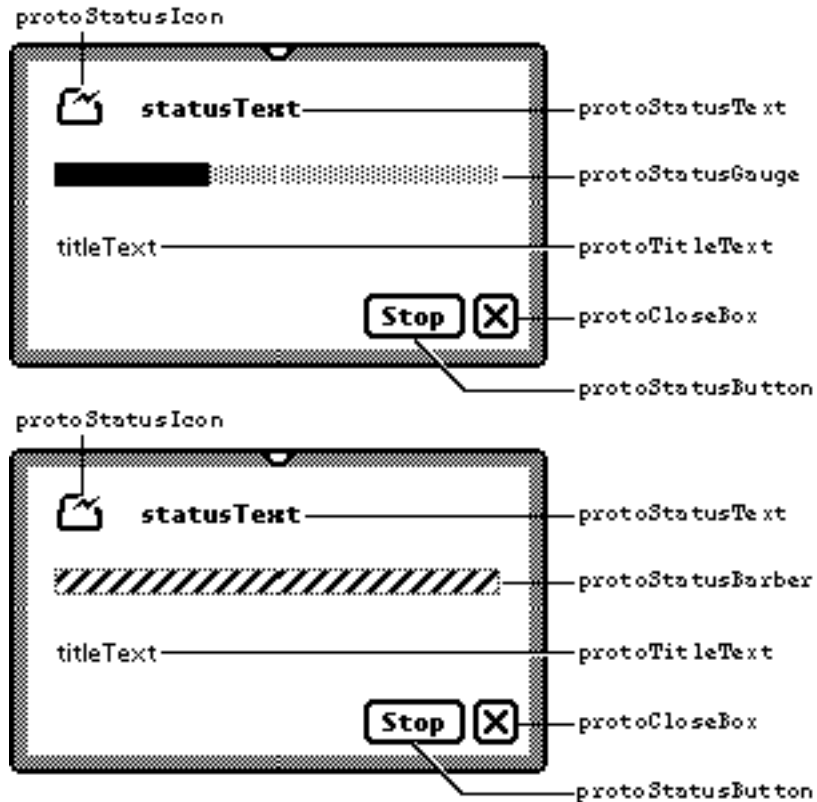 protoStatusIcon
statusText
protoStatusText
protoStatusGauge
titleText
protoTitleText
Stop
protoCloseBox
protoStatusButton
protoStatusIcon
statusText
protoStatusText
protoStatusBarber
titleText
protoTitleText
Stop
protoCloseBox
protoStatusButton